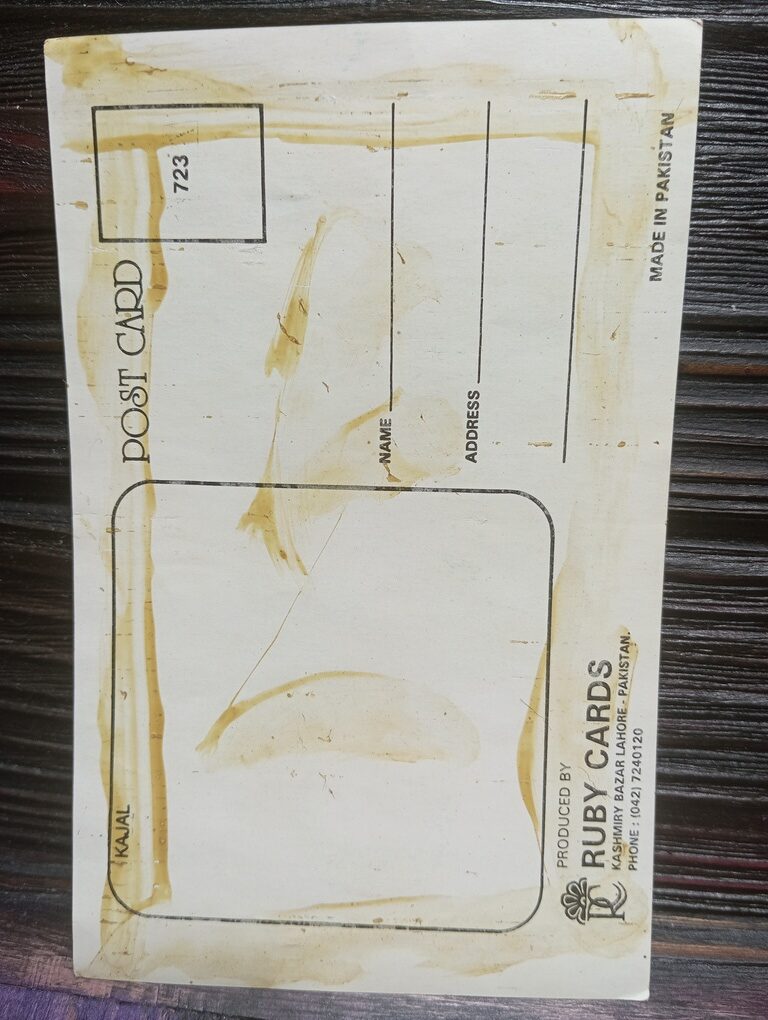 KAJAL
POST CARD
723
NAME
ADDRESS
PRODUCED BY
RC
RUBY CARDS
KASHMIRY BAZAR LAHORE - PAKISTAN.
PHONE : (042) 7240120
MADE IN PAKISTAN